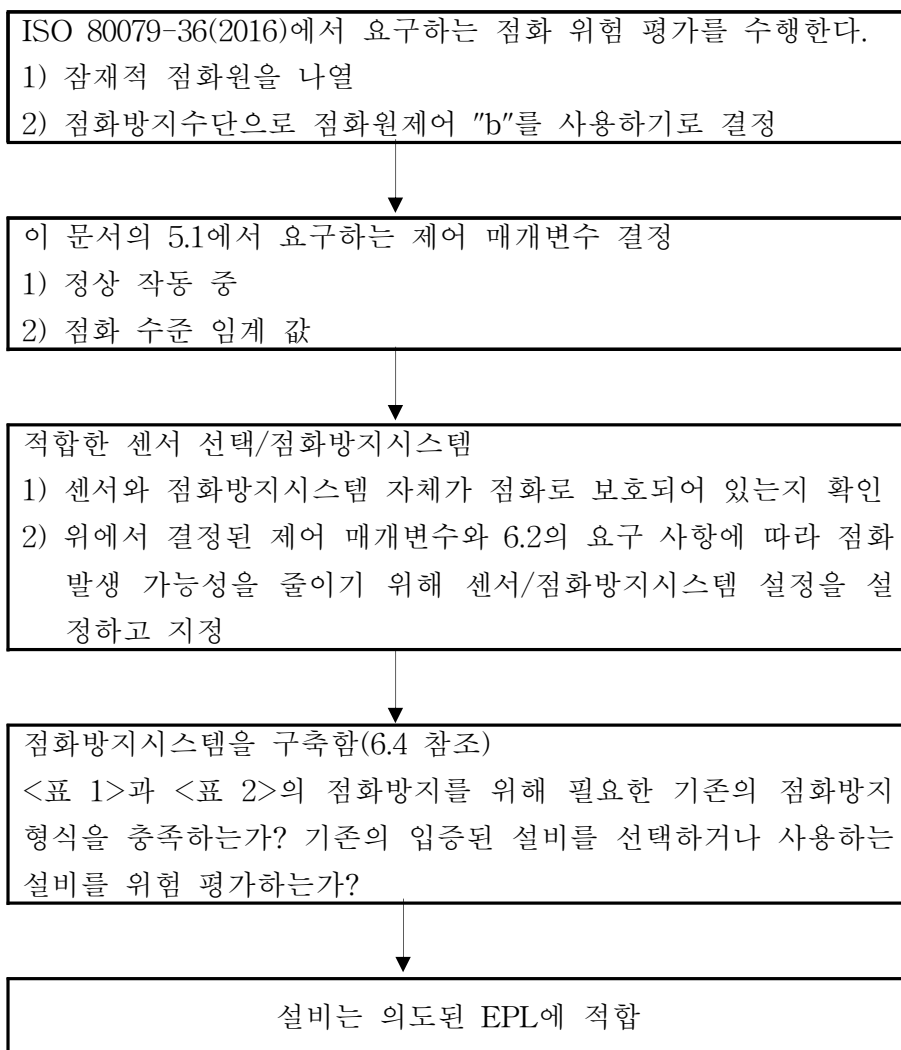 ISO 80079-36(2016)에서 요구하는 점화 위험 평가를 수행한다.
1) 잠재적 점화원을 나열
2) 점화방지수단으로 점화원제어 "b"를 사용하기로 결정
이 문서의 5.1에서 요구하는 제어 매개변수 결정
1) 정상 작동 중
2) 점화 수준 임계 값
적합한 센서 선택/점화방지시스템
1) 센서와 점화방지시스템 자체가 점화로 보호되어 있는지 확인
2) 위에서 결정된 제어 매개변수와 6.2의 요구 사항에 따라 점화
발생 가능성을 줄이기 위해 센서/점화방지시스템 설정을 설
정하고 지정
점화방지시스템을 구축함(6.4 참조)
<표 1>과 <표 2>의 점화방지를 위해 필요한 기존의 점화방지
형식을 충족하는가? 기존의 입증된 설비를 선택하거나 사용하는
설비를 위험 평가하는가?
설비는 의도된 EPL에 적합